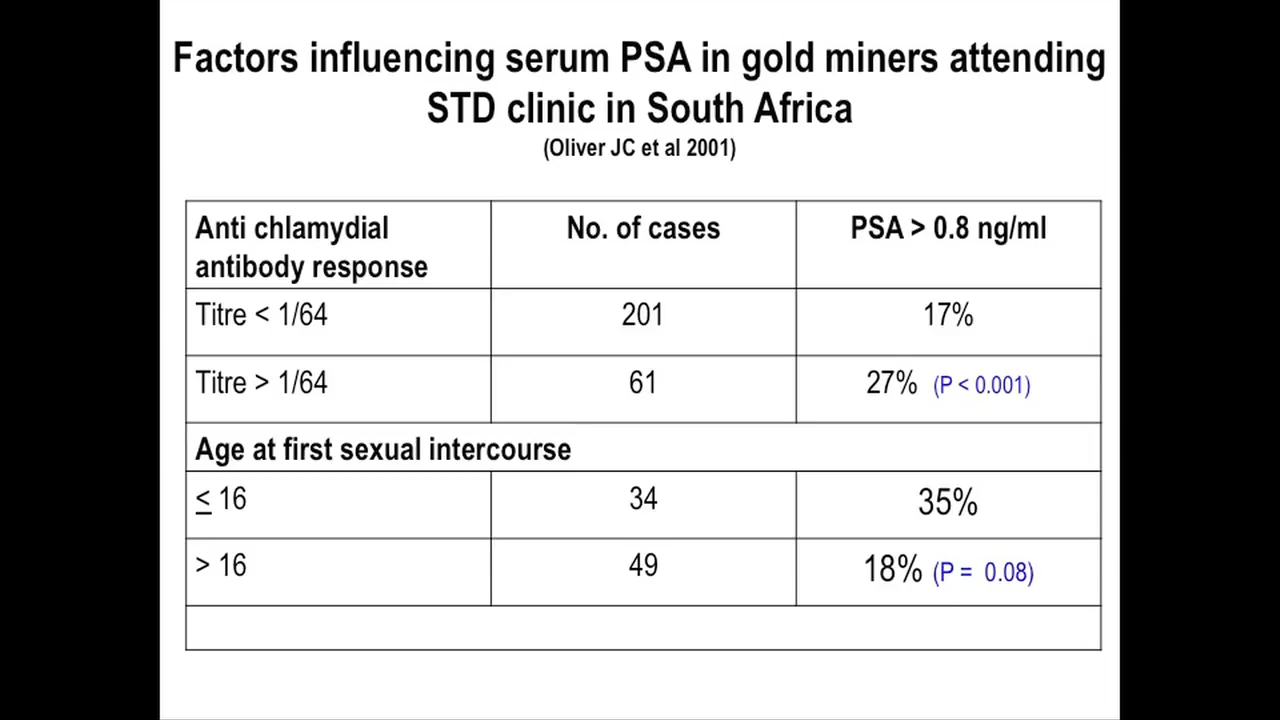 Factors influencing serum PSA in gold miners attending
STD clinic in South Africa
(Oliver JC et al 2001)
Anti chlamydial
antibody response
No. of cases
PSA > 0.8 ng/ml
Titre < 1/64
201
17%
Titre > 1/64
61
27% (P < 0.001)
Age at first sexual intercourse
≤ 16
34
35%
> 16
49
18% (P = 0.08)